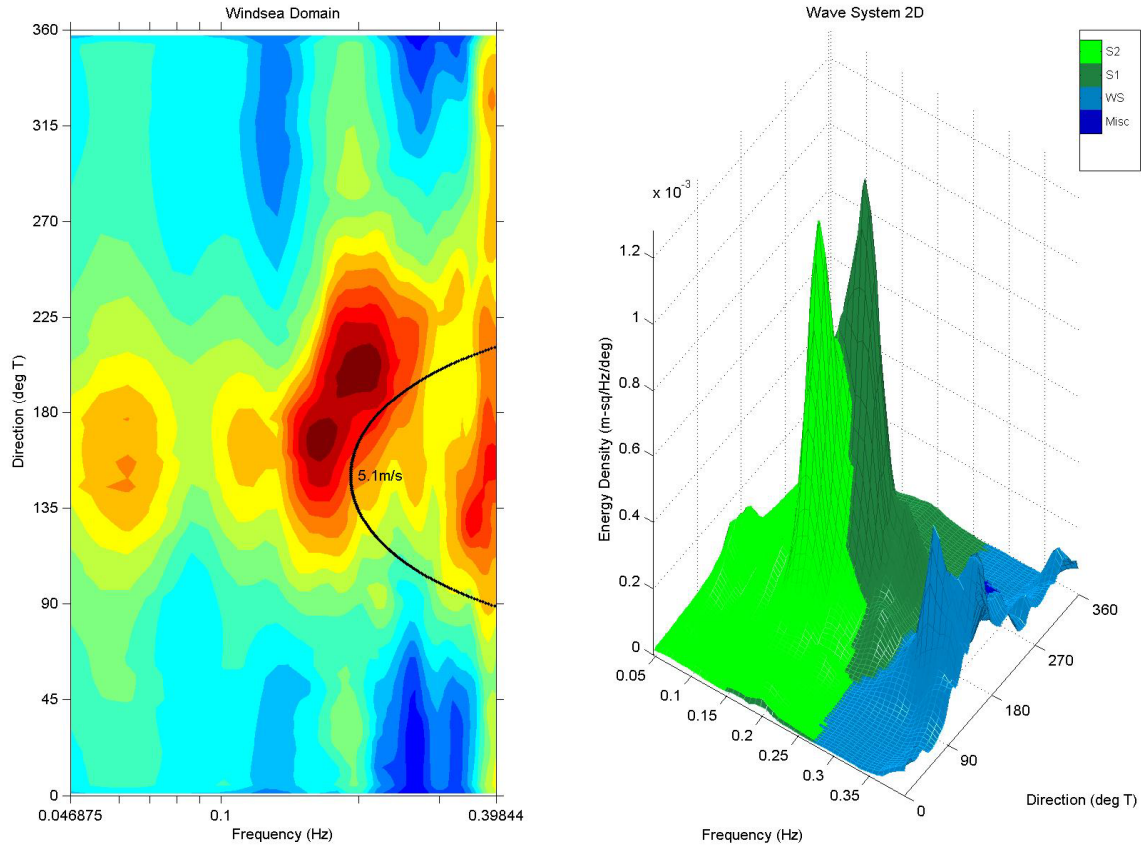 Windsea Domain
360
315
270
225
180
135
90
45
0
Direction (deg T)
5.1m/s
0.046875
0.1
0.39844
Frequency (Hz)
Wave System 2D
S2
S1
WS
Misc
x 10-3
1.2
1
0.8
0.6
0.4
0.2
0
Energy Density (m-sq/Hz/deg)
0.05
0.1
0.15
0.2
0.25
0.3
0.35
Frequency (Hz)
0
90
180
270
360
Direction (deg T)